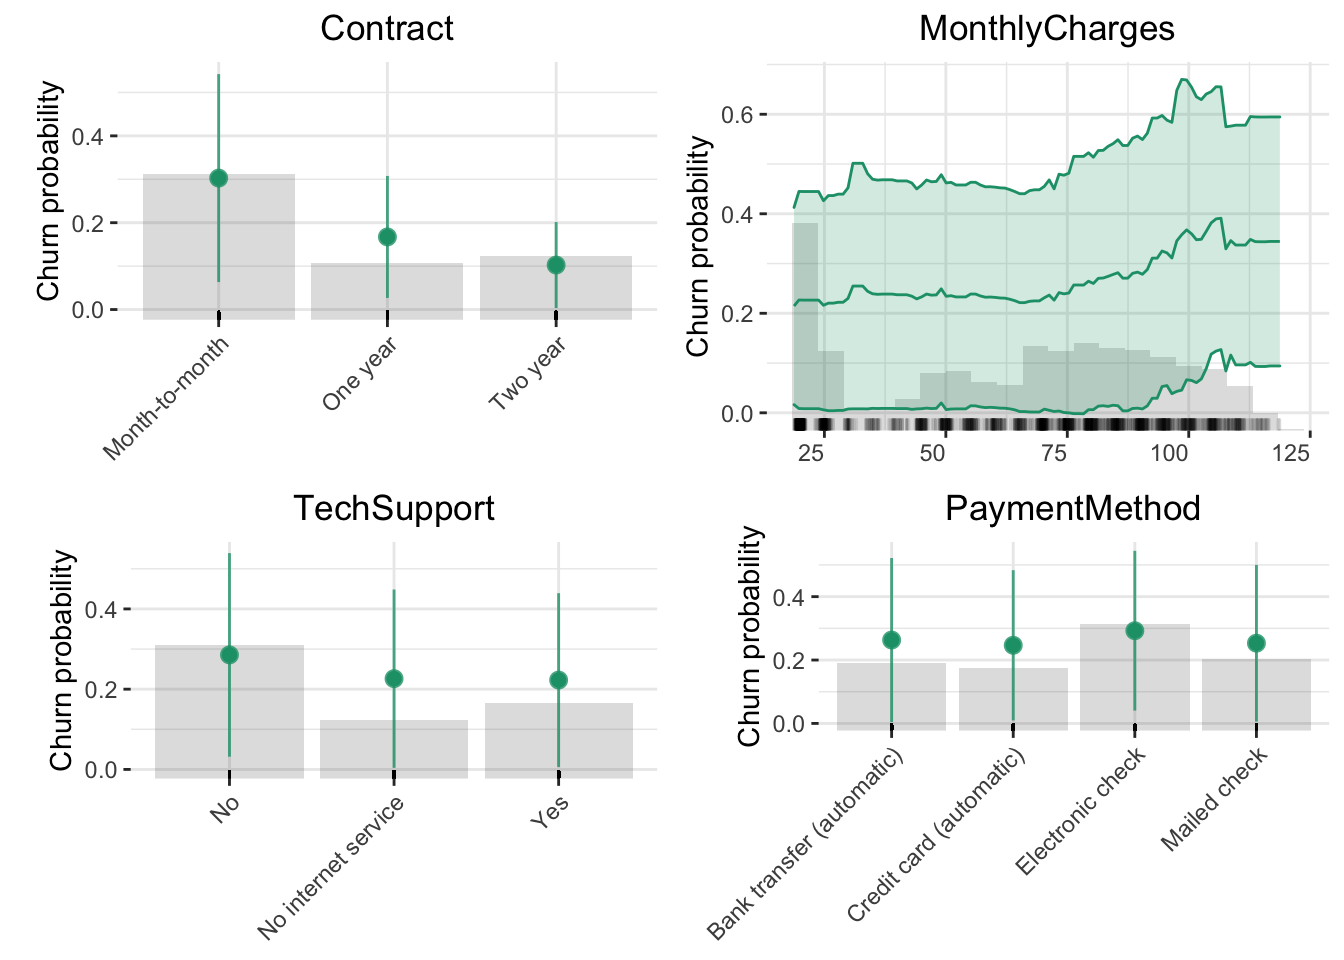 Contract
Churn probability
0.4
0.2
0.0
Month-to-month
One year
Two year
MonthlyCharges
Churn probability
0.6
0.4
0.2
0.0
25
50
75
100
125
TechSupport
Churn probability
0.4
0.2
0.0
No
No internet service
Yes
PaymentMethod
Churn probability
0.4
0.2
0.0
Bank transfer (automatic)
Credit card (automatic)
Electronic check
Mailed check